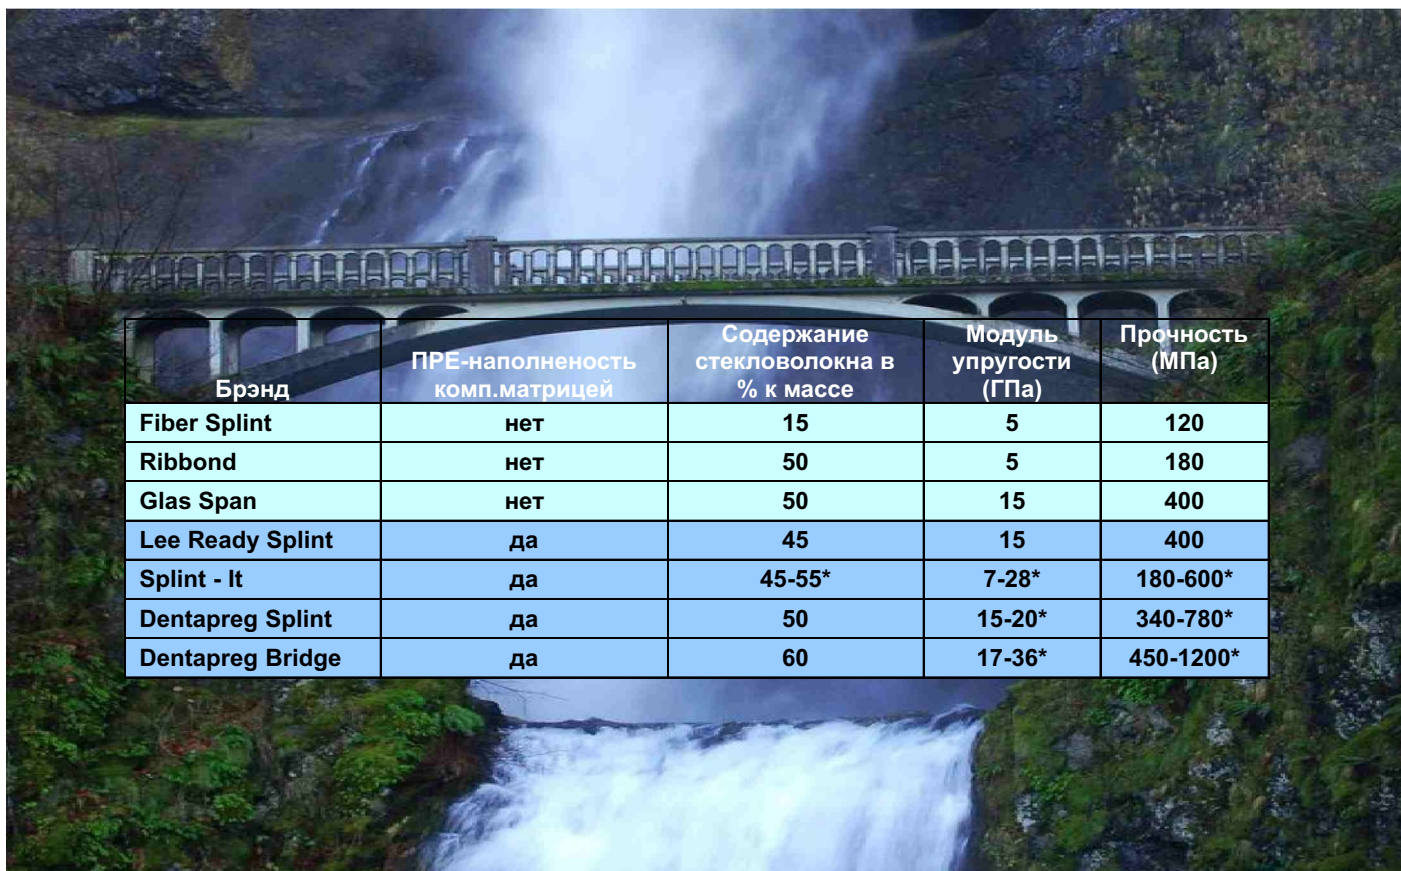 Брэнд ПРЕ-наполненость комп.матрицей Содержание стекловолокна в % к массе Модуль упругости (ГПа) Прочность (МПа)
Fiber Splint нет 15 5 120
Ribbond нет 50 5 180
Glas Span нет 50 15 400
Lee Ready Splint да 45 15 400
Splint - It да 45-55* 7-28* 180-600*
Dentapreg Splint да 50 15-20* 340-780*
Dentapreg Bridge да 60 17-36* 450-1200*